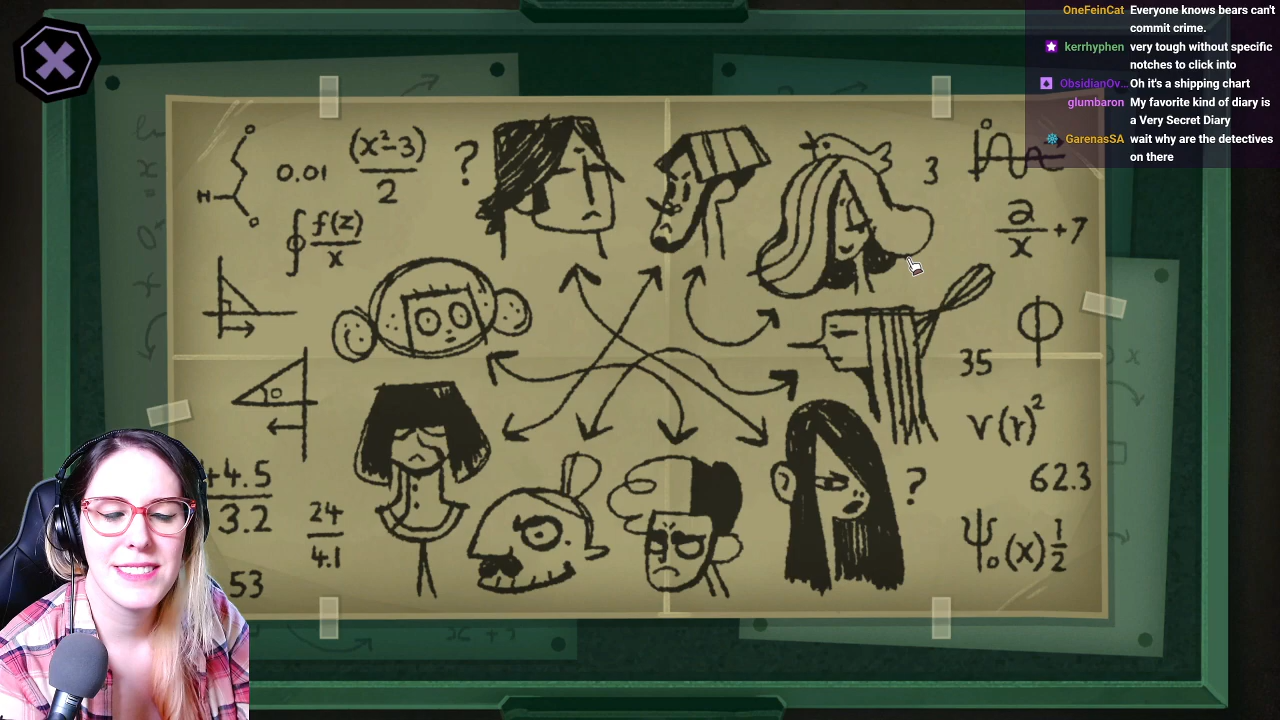 OneFeinCat Everyone knows bears can't
commit crime.
kerrhyphen very tough without specific
notches to click into
ObsidianOv... Oh it's a shipping chart
glumbaron My favorite kind of diary is
a Very Secret Diary
GarenasSA wait why are the detectives
on there
0.01
(x²-3)
2
?
3
H
∮ f(z)
x
2
x +7
35
Φ
v(r)²
+4.5
3.2
24
4.1
53
?
62.3
Ψ₀(x) 1
2